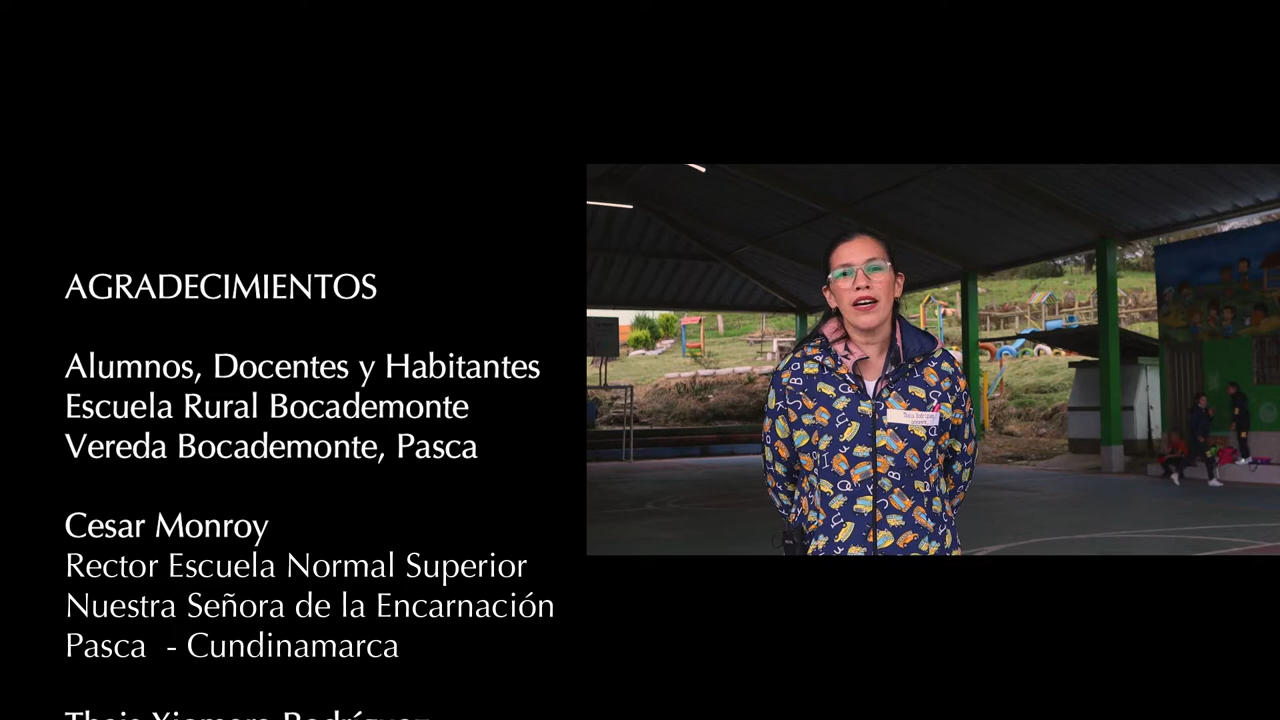 AGRADECIMIENTOS
Alumnos, Docentes y Habitantes
Escuela Rural Bocademonte
Vereda Bocademonte, Pasca
Cesar Monroy
Rector Escuela Normal Superior
Nuestra Señora de la Encarnación
Pasca - Cundinamarca
Rodríguez